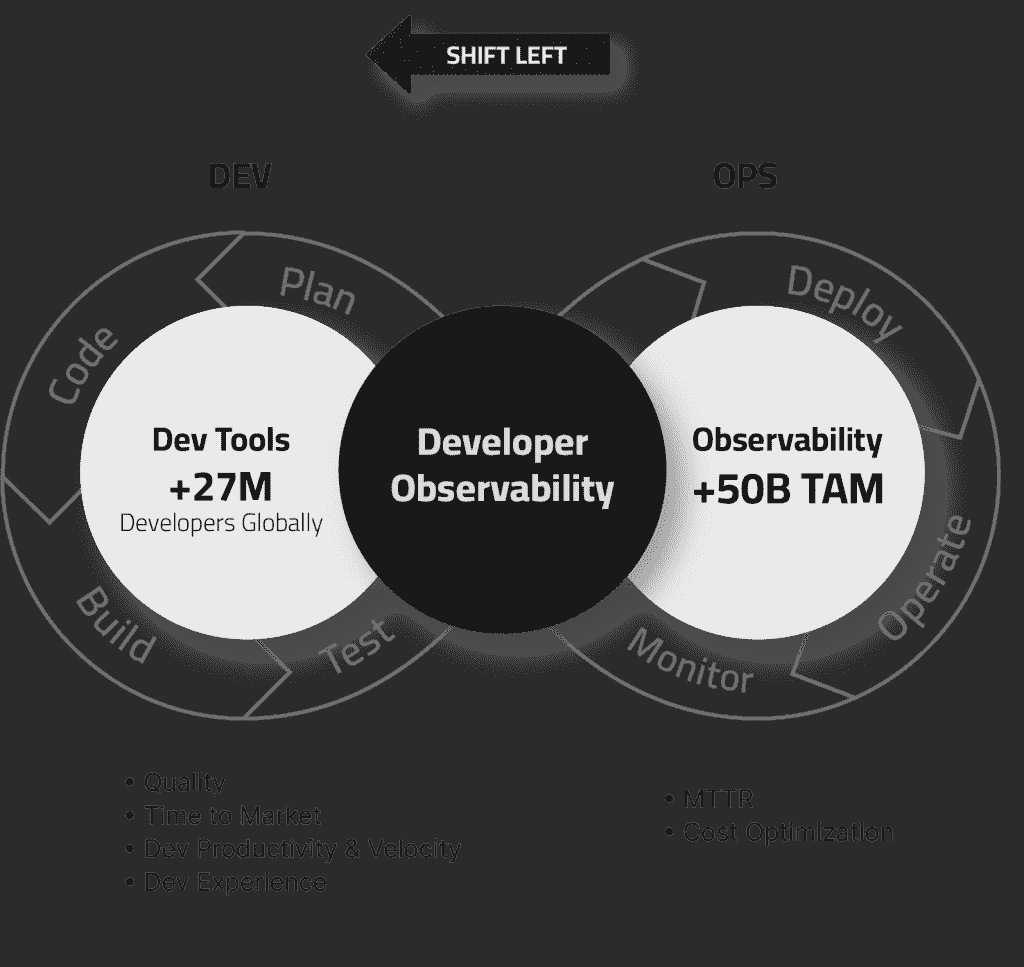 SHIFT LEFT
DEV
OPS
Plan
Code
Build
Test
Deploy
Operate
Monitor
Dev Tools
+27M
Developers Globally
Developer
Observability
Observability
+50B TAM
• Quality
• Time to Market
• Dev Productivity & Velocity
• Dev Experience
• MTTR
• Cost Optimization